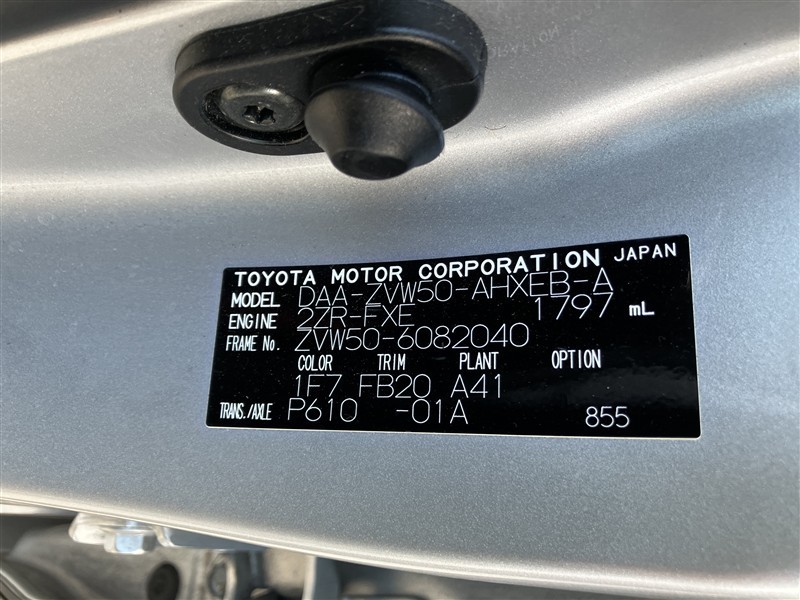 TOYOTA MOTOR CORPORATION JAPAN
MODEL DAA-ZVW50-AHXEB-A
ENGINE 2ZR-FXE 1797 mL
FRAME No. ZVW50-6082040
COLOR TRIM PLANT OPTION
1F7 FB20 A41
TRANS./AXLE P610 -01A 855